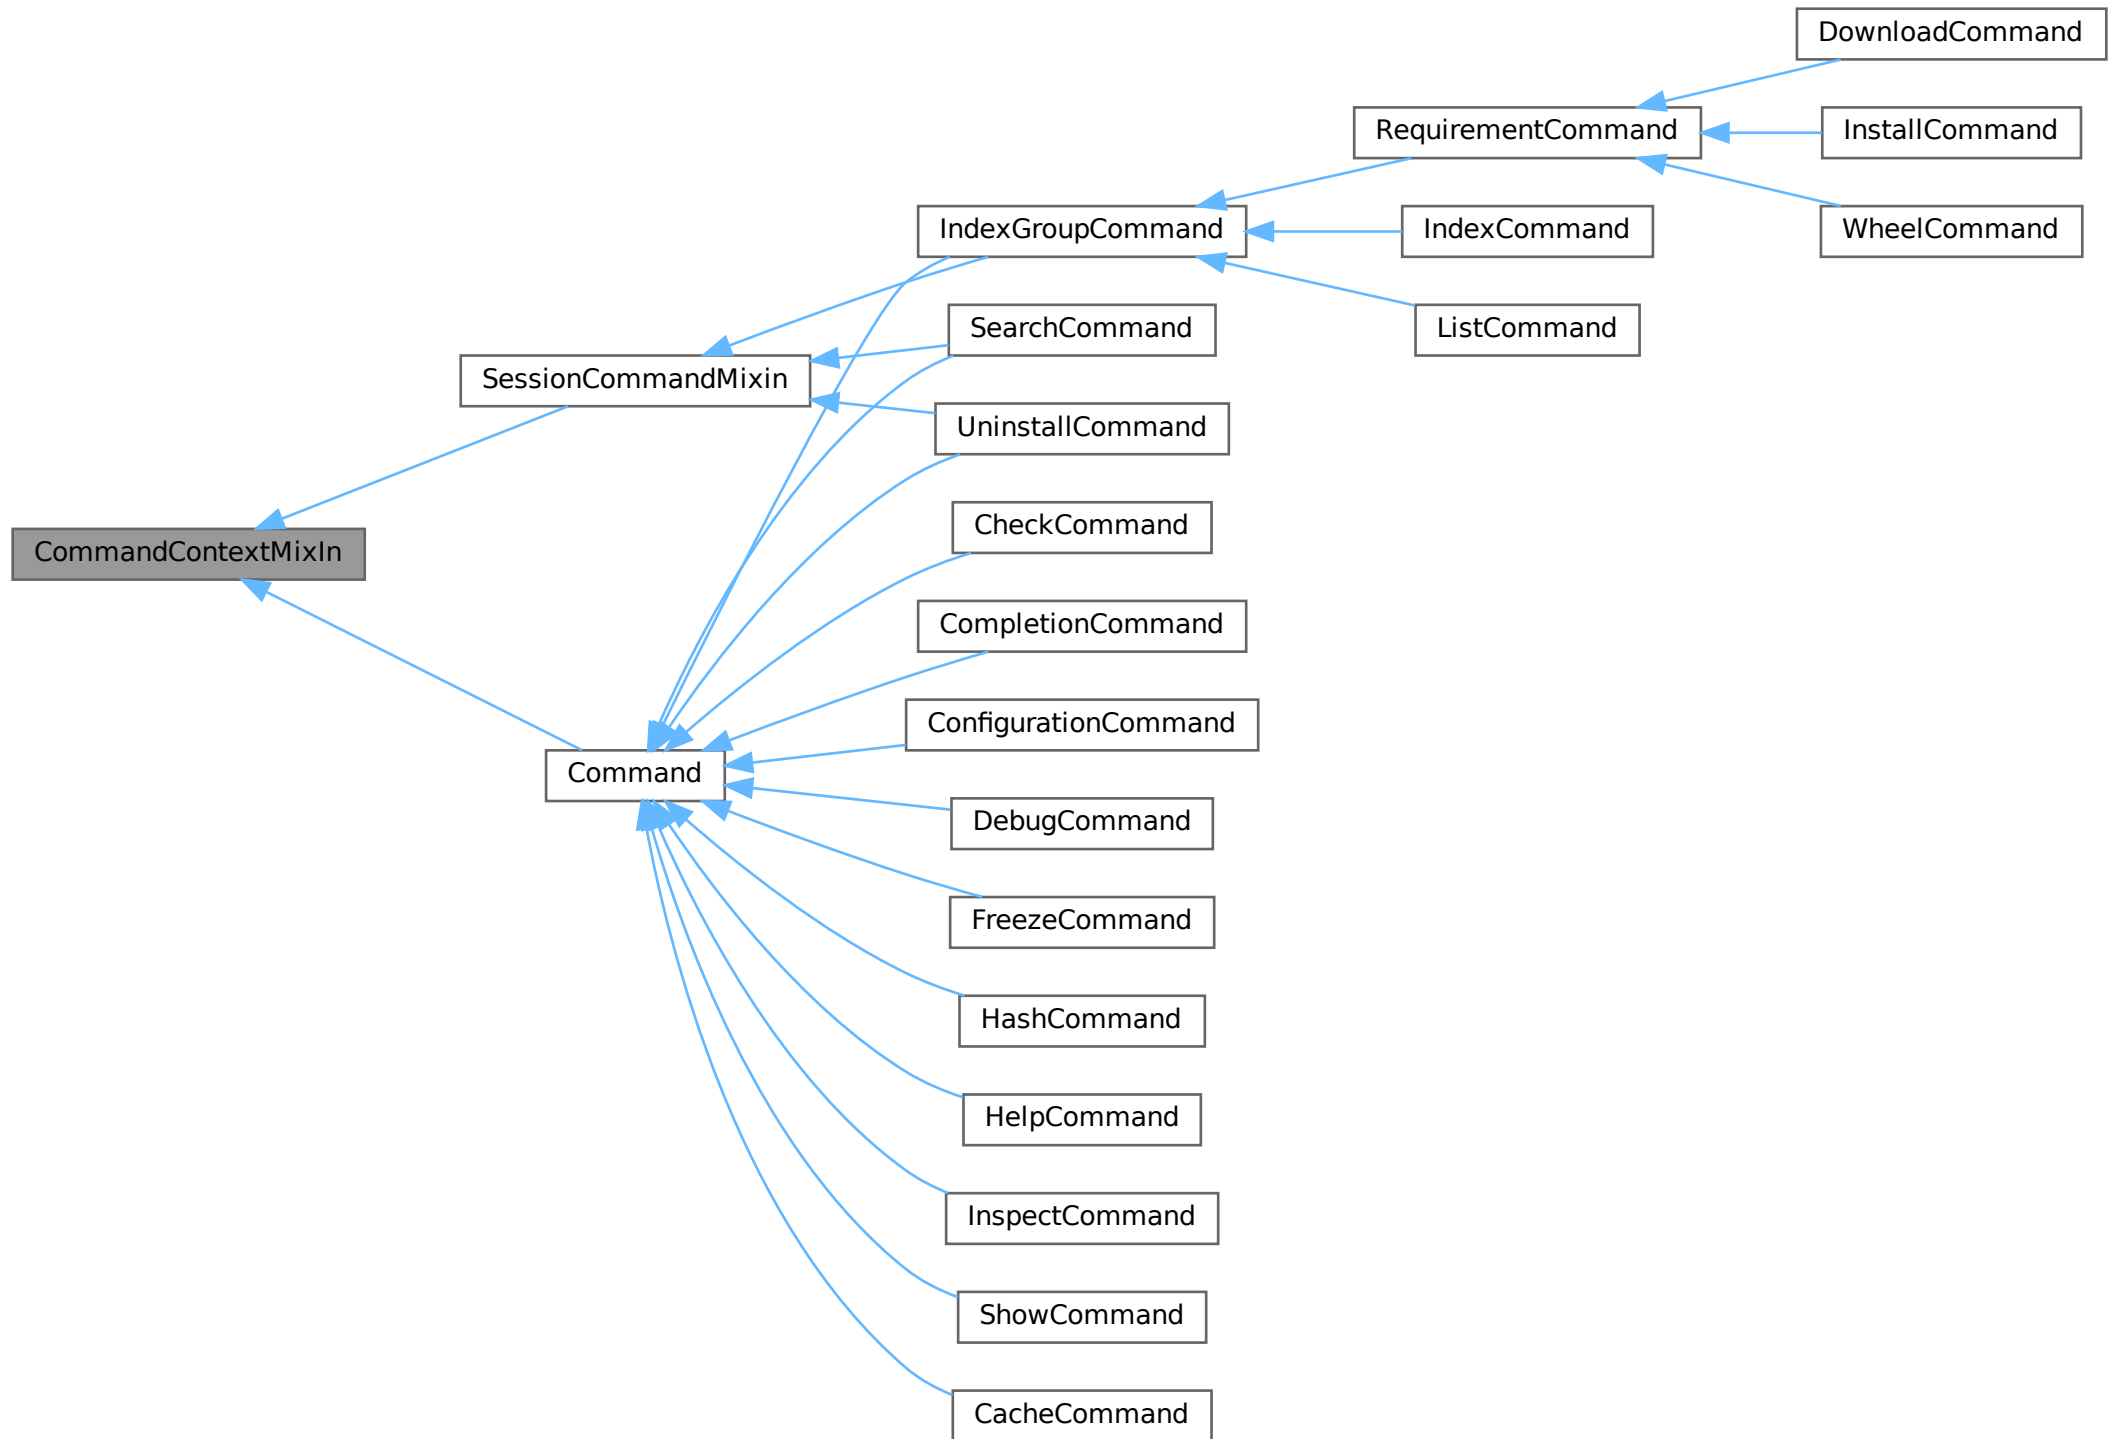 DownloadCommand
RequirementCommand
InstallCommand
IndexGroupCommand
IndexCommand
WheelCommand
SearchCommand
ListCommand
SessionCommandMixin
UninstallCommand
CheckCommand
CommandContextMixIn
CompletionCommand
ConfigurationCommand
Command
DebugCommand
FreezeCommand
HashCommand
HelpCommand
InspectCommand
ShowCommand
CacheCommand